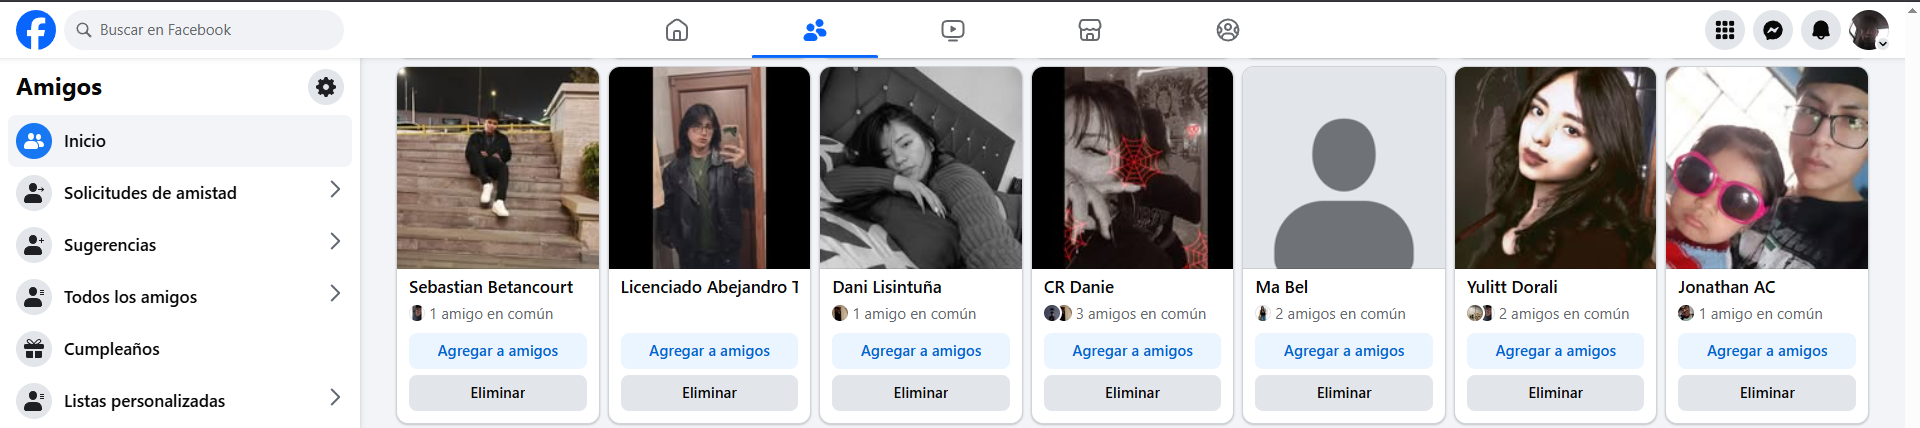 Buscar en Facebook
Amigos
Inicio
Solicitudes de amistad
Sugerencias
Todos los amigos
Cumpleaños
Listas personalizadas
Sebastian Betancourt
1 amigo en común
Agregar a amigos
Eliminar
Licenciado Abejandro T
Agregar a amigos
Eliminar
Dani Lisintuña
1 amigo en común
Agregar a amigos
Eliminar
CR Danie
3 amigos en común
Agregar a amigos
Eliminar
Ma Bel
2 amigos en común
Agregar a amigos
Eliminar
Yulitt Dorali
2 amigos en común
Agregar a amigos
Eliminar
Jonathan AC
1 amigo en común
Agregar a amigos
Eliminar